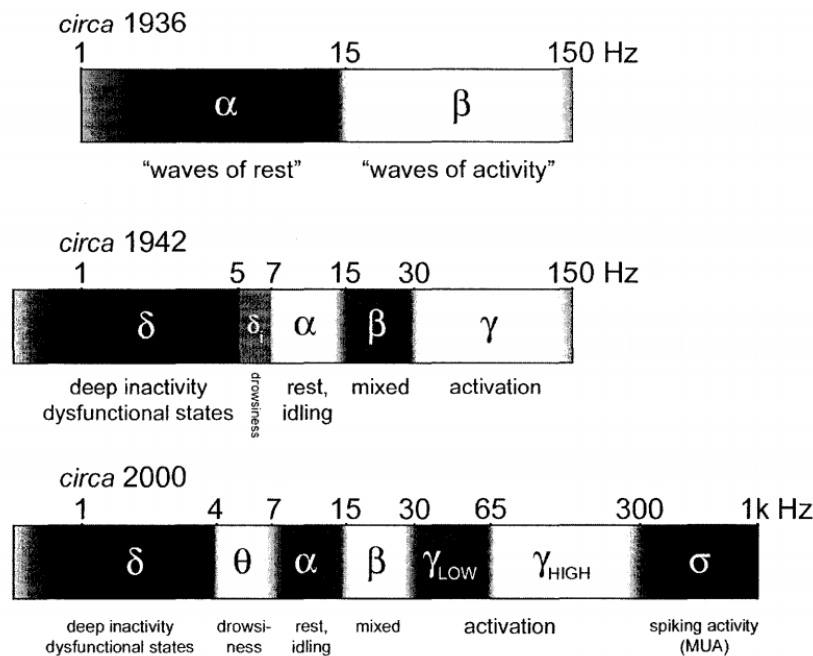 circa 1936
1 15 150 Hz
α β
“waves of rest” “waves of activity”
circa 1942
1 5 7 15 30 150 Hz
δ δi α β γ
deep inactivity
dysfunctional states
drowsiness
rest,
idling
mixed
activation
circa 2000
1 4 7 15 30 65 300 1k Hz
δ θ α β γLOW γHIGH σ
deep inactivity
dysfunctional states
drowsi-
ness
rest,
idling
mixed
activation
spiking activity
(MUA)